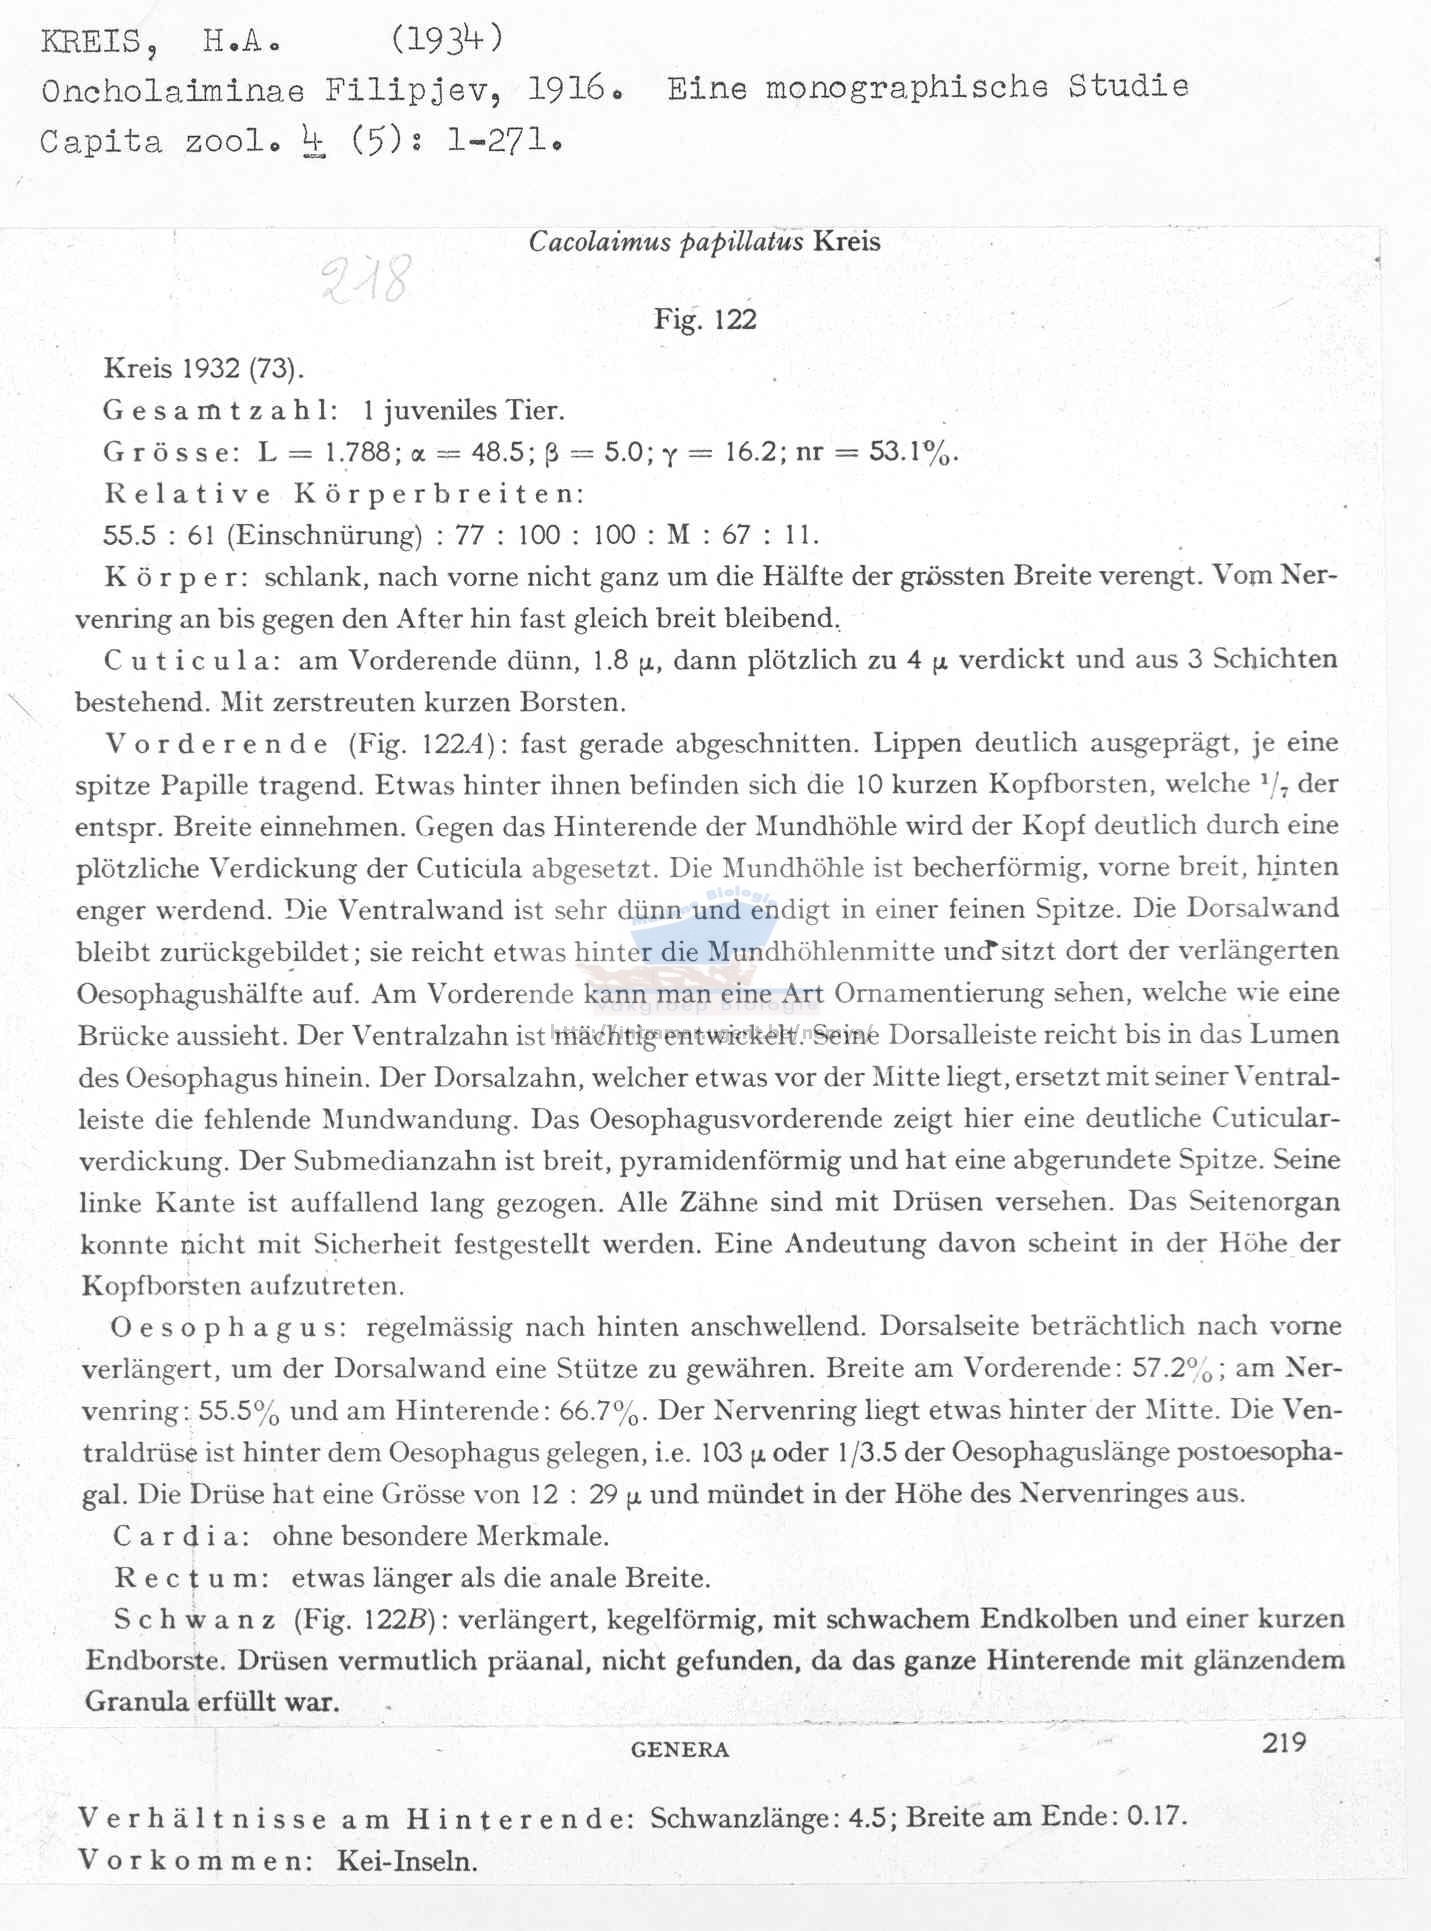 KREIS, H.A. (1934)
Oncholaiminae Filipjev, 1916. Eine monographische Studie
Capita zool. 4 (5): 1-271.
Cacolaimus papillatus Kreis
218
Fig. 122
Kreis 1932 (73).
Gesamtzahl: 1 juveniles Tier.
Grösse: L = 1.788; α = 48.5; β = 5.0; γ = 16.2; nr = 53.1%.
Relative Körperbreiten:
55.5 : 61 (Einschnürung) : 77 : 100 : 100 : M : 67 : 11.
Körper: schlank, nach vorne nicht ganz um die Hälfte der grössten Breite verengt. Vom Ner-
venring an bis gegen den After hin fast gleich breit bleibend.
Cuticula: am Vorderende dünn, 1.8 μ, dann plötzlich zu 4 μ verdickt und aus 3 Schichten
bestehend. Mit zerstreuten kurzen Borsten.
Vorderende (Fig. 122A): fast gerade abgeschnitten. Lippen deutlich ausgeprägt, je eine
spitze Papille tragend. Etwas hinter ihnen befinden sich die 10 kurzen Kopfborsten, welche 1/7 der
entspr. Breite einnehmen. Gegen das Hinterende der Mundhöhle wird der Kopf deutlich durch eine
plötzliche Verdickung der Cuticula abgesetzt. Die Mundhöhle ist becherförmig, vorne breit, hinten
enger werdend. Die Ventralwand ist sehr dünn und endigt in einer feinen Spitze. Die Dorsalwand
bleibt zurückgebildet; sie reicht etwas hinter die Mundhöhlenmitte und sitzt dort der verlängerten
Oesophagushälfte auf. Am Vorderende kann man eine Art Ornamentierung sehen, welche wie eine
Brücke aussieht. Der Ventralzahn ist mächtig entwickelt. Seine Dorsalleiste reicht bis in das Lumen
des Oesophagus hinein. Der Dorsalzahn, welcher etwas vor der Mitte liegt, ersetzt mit seiner Ventral-
leiste die fehlende Mundwandung. Das Oesophagusvorderende zeigt hier eine deutliche Cuticular-
verdickung. Der Submedianzahn ist breit, pyramidenförmig und hat eine abgerundete Spitze. Seine
linke Kante ist auffallend lang gezogen. Alle Zähne sind mit Drüsen versehen. Das Seitenorgan
konnte nicht mit Sicherheit festgestellt werden. Eine Andeutung davon scheint in der Höhe der
Kopfborsten aufzutreten.
Oesophagus: regelmässig nach hinten anschwellend. Dorsalseite beträchtlich nach vorne
verlängert, um der Dorsalwand eine Stütze zu gewähren. Breite am Vorderende: 57.2%; am Ner-
venring: 55.5% und am Hinterende: 66.7%. Der Nervenring liegt etwas hinter der Mitte. Die Ven-
traldrüse ist hinter dem Oesophagus gelegen, i.e. 103 μ oder 1/3.5 der Oesophaguslänge postoesopha-
gal. Die Drüse hat eine Grösse von 12 : 29 μ und mündet in der Höhe des Nervenringes aus.
Cardia: ohne besondere Merkmale.
Rectum: etwas länger als die anale Breite.
Schwanz (Fig. 122B): verlängert, kegelförmig, mit schwachem Endkolben und einer kurzen
Endborste. Drüsen vermutlich präanal, nicht gefunden, da das ganze Hinterende mit glänzendem
Granula erfüllt war.
GENERA 219
Verhältnisse am Hinterende: Schwanzlänge: 4.5; Breite am Ende: 0.17.
Vorkommen: Kei-Inseln.